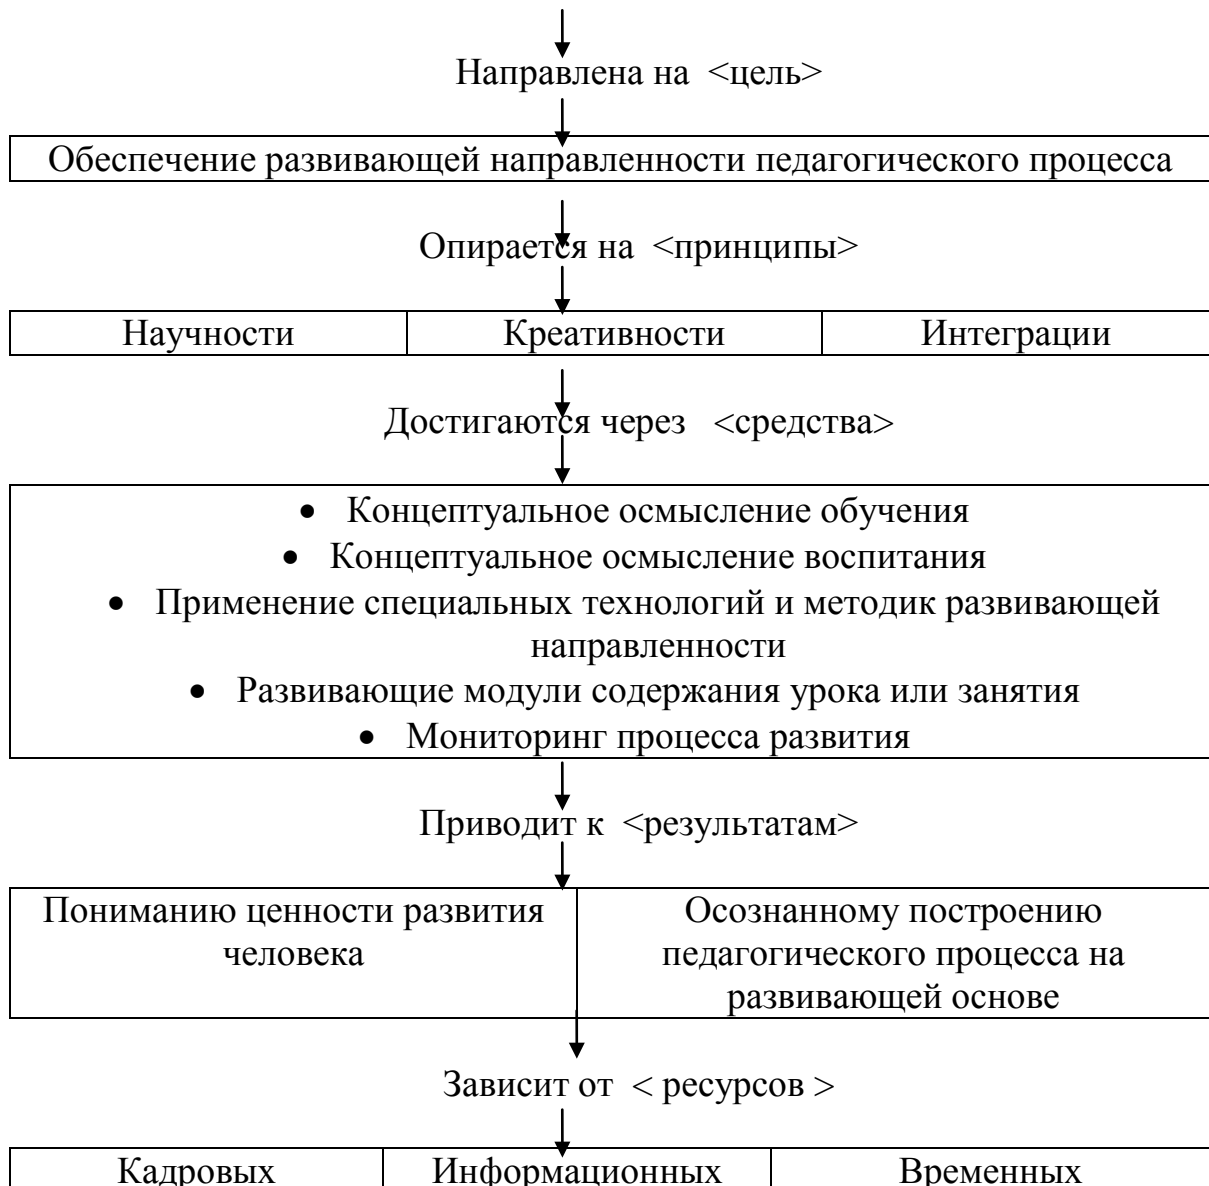 Направлена на <цель>
Обеспечение развивающей направленности педагогического процесса
Опирается на <принципы>
Научности Креативности Интеграции
Достигаются через <средства>
• Концептуальное осмысление обучения
• Концептуальное осмысление воспитания
• Применение специальных технологий и методик развивающей
направленности
• Развивающие модули содержания урока или занятия
• Мониторинг процесса развития
Приводит к <результатам>
Пониманию ценности развития
человека
Осознанному построению
педагогического процесса на
развивающей основе
Зависит от < ресурсов >
Кадровых Информационных Временных